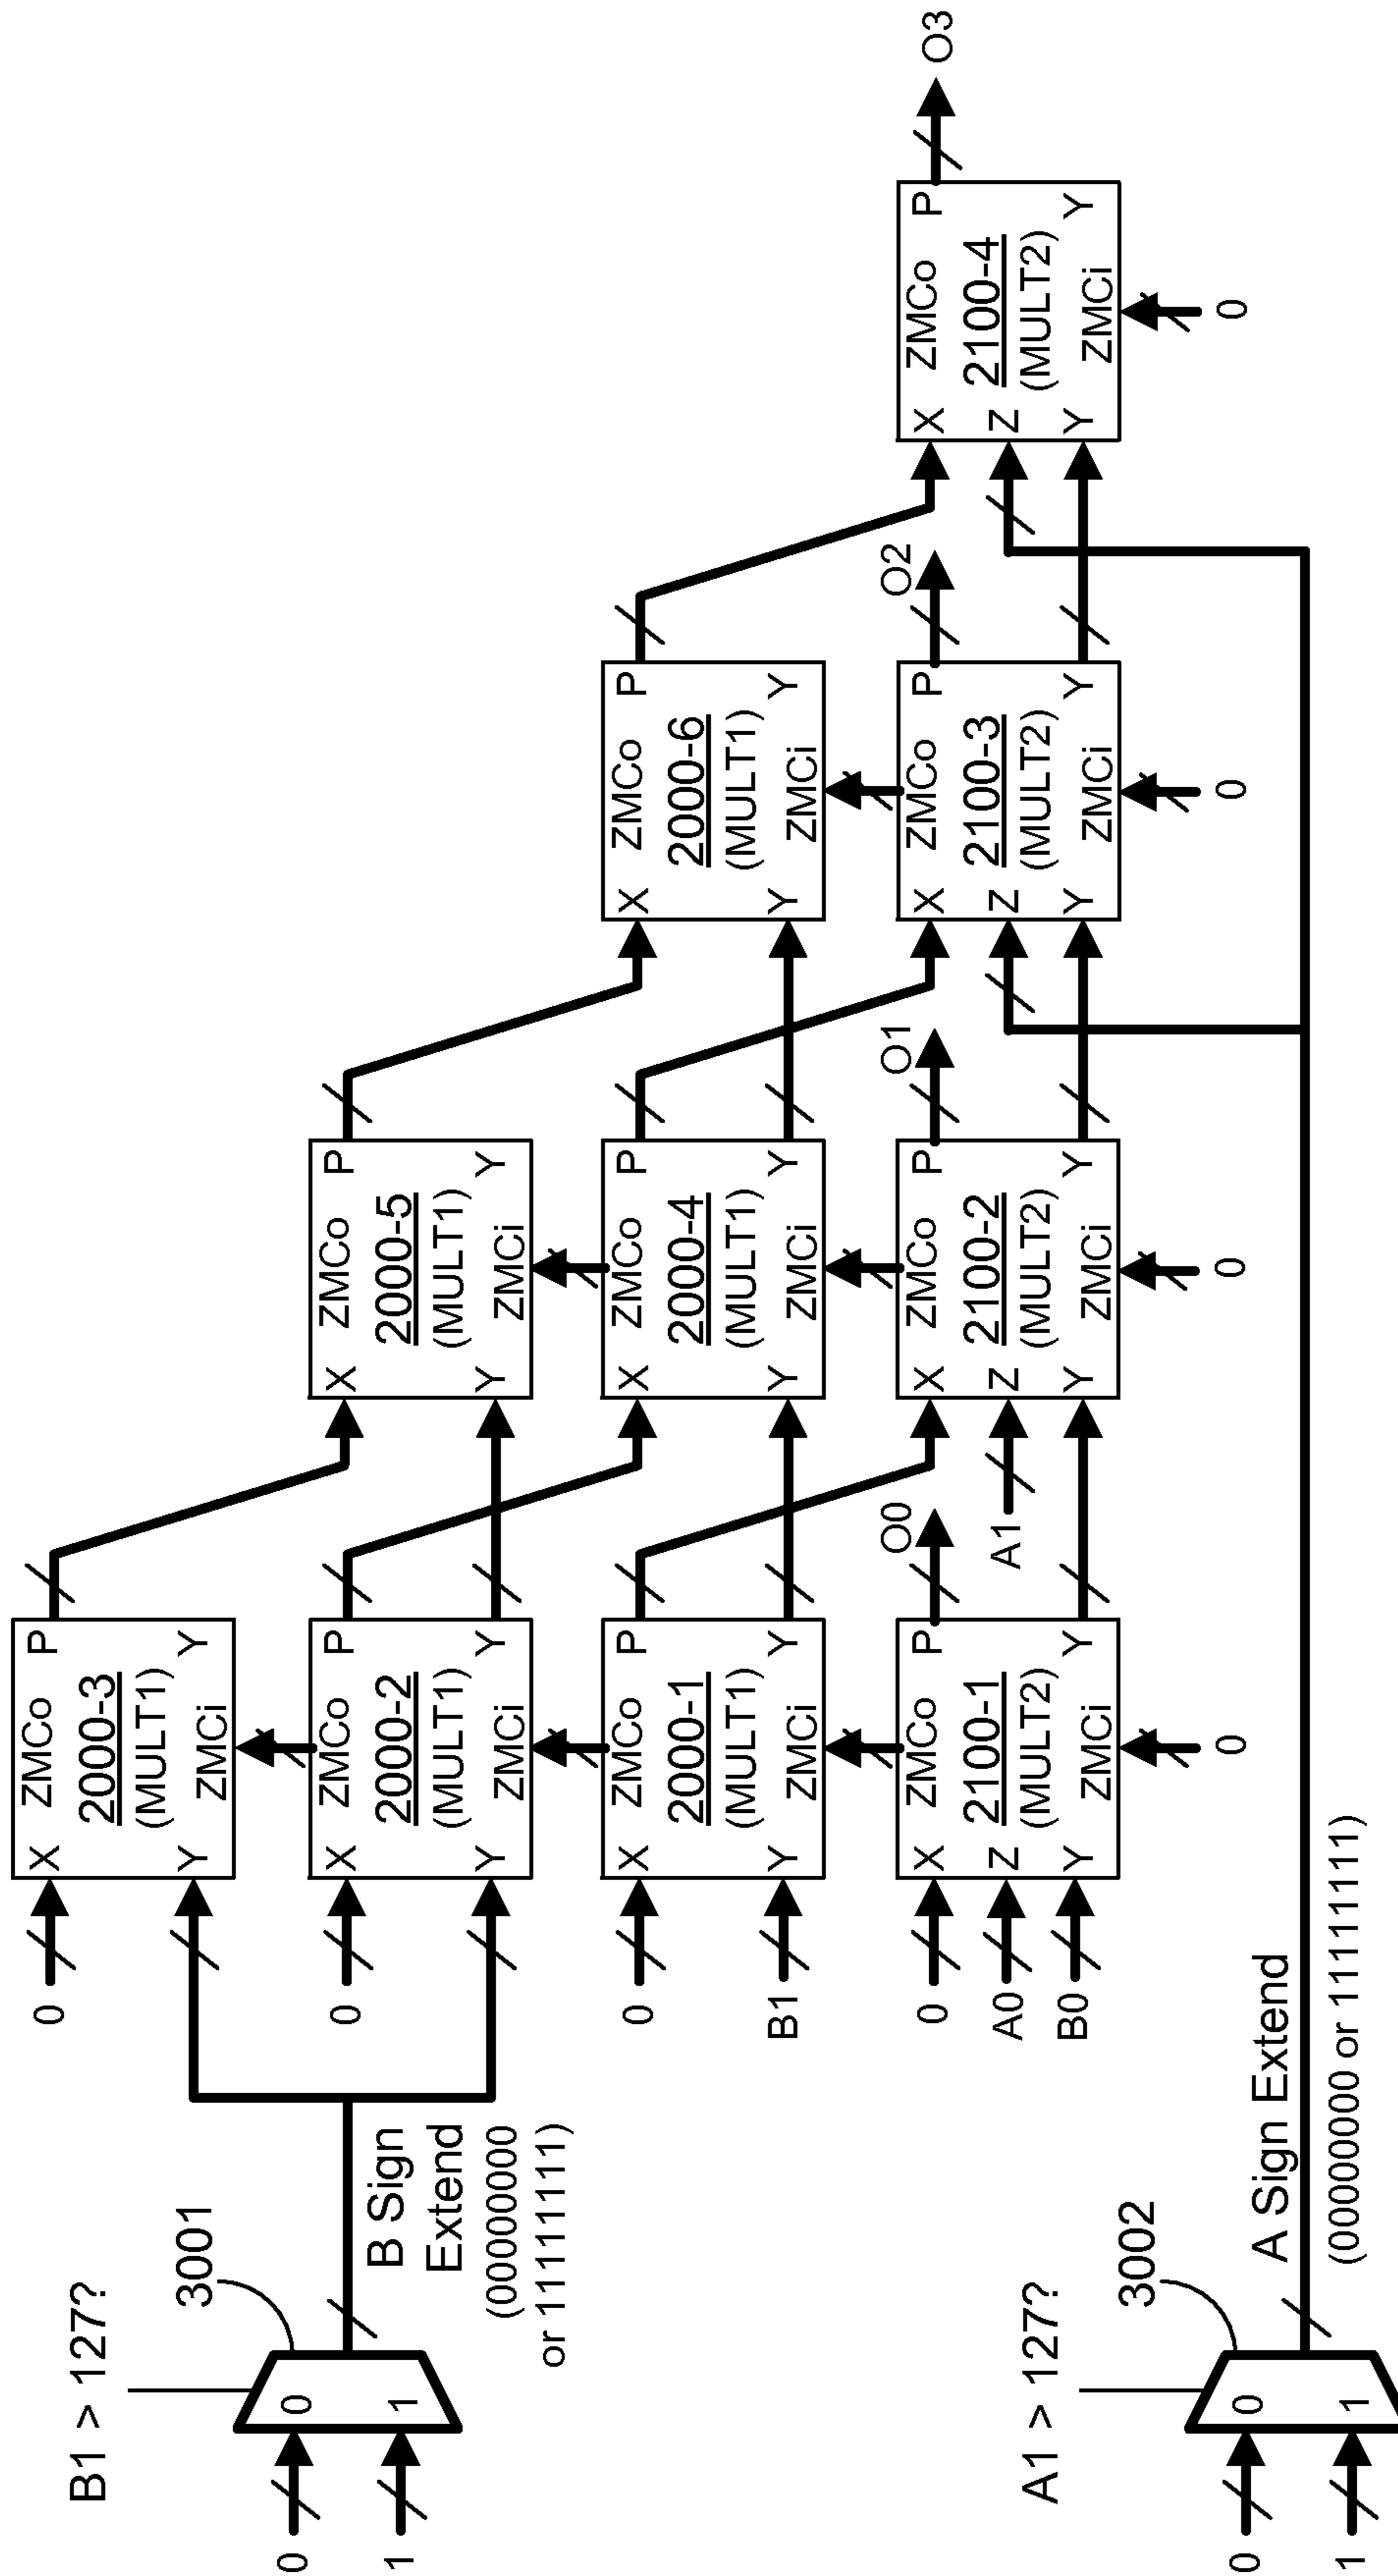 B1 > 127?
3001
0
1
0
1
B Sign
Extend
(00000000
or 11111111)
A1 > 127?
3002
0
1
0
1
A Sign Extend
(00000000 or 11111111)
0
X ZMCo P
2000-3
(MULT1)
Y ZMCi Y
0
X ZMCo P
2000-2
(MULT1)
Y ZMCi Y
0
X ZMCo P
2000-1
(MULT1)
Y ZMCi Y
B1
0
A0
B0
X ZMCo P
Z 2100-1
(MULT2)
Y ZMCi Y
O0
0
X ZMCo P
2000-5
(MULT1)
Y ZMCi Y
X ZMCo P
2000-4
(MULT1)
Y ZMCi Y
A1
X ZMCo P
Z 2100-2
(MULT2)
Y ZMCi Y
O1
0
X ZMCo P
2000-6
(MULT1)
Y ZMCi Y
X ZMCo P
Z 2100-3
(MULT2)
Y ZMCi Y
O2
0
X ZMCo P
Z 2100-4
(MULT2)
Y ZMCi Y
O3
0